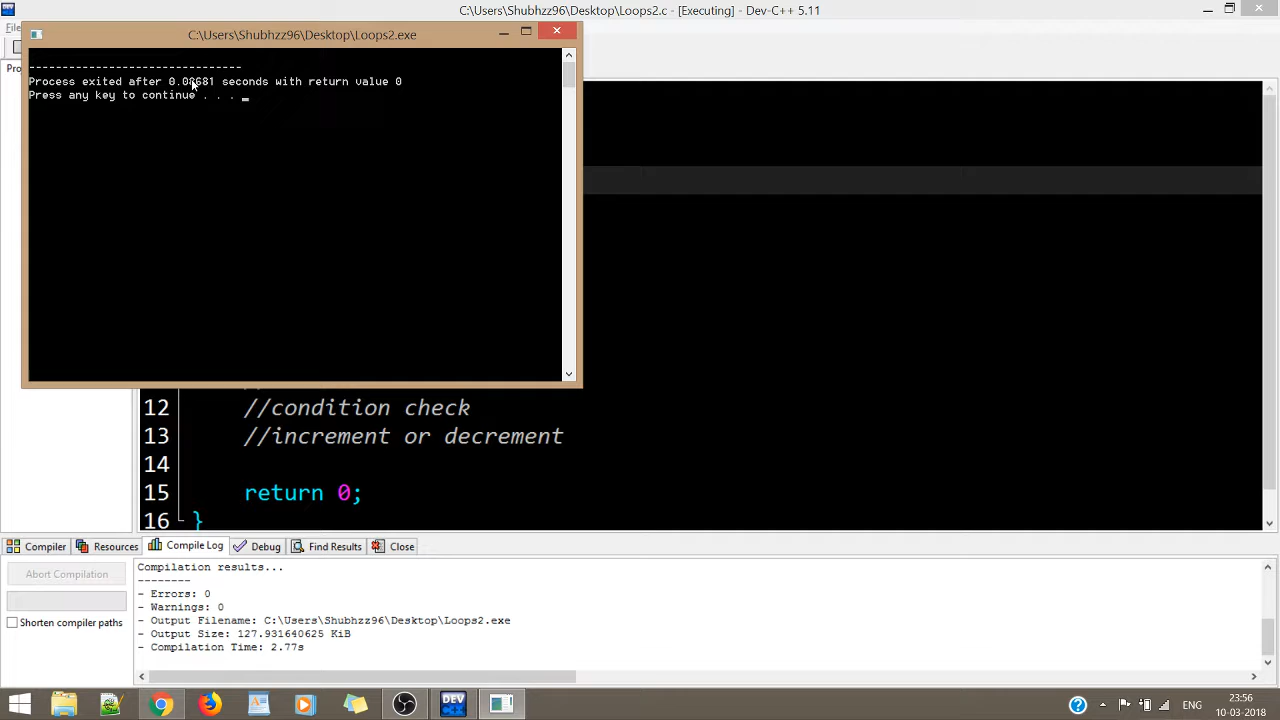 C:\Users\Shubhzz96\Desktop\Loops2.c - [Executing] - Dev-C++ 5.11
C:\Users\Shubhzz96\Desktop\Loops2.exe
--------------------------------
Process exited after 0.08681 seconds with return value 0
Press any key to continue . . .
12 //condition check
13 //increment or decrement
14
15 return 0;
16 }
Compiler Resources Compile Log Debug Find Results Close
Abort Compilation
Shorten compiler paths
Compilation results...
--------
- Errors: 0
- Warnings: 0
- Output Filename: C:\Users\Shubhzz96\Desktop\Loops2.exe
- Output Size: 127.931640625 KiB
- Compilation Time: 2.77s
DEV
ENG
23:56
10-03-2018